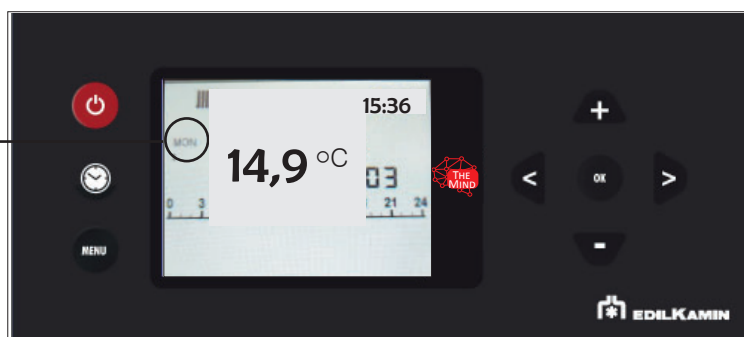 15:36
MON
14,9 °C
03
THE
MIND
0 3 21 24
OK
MENU
EDILKAMIN